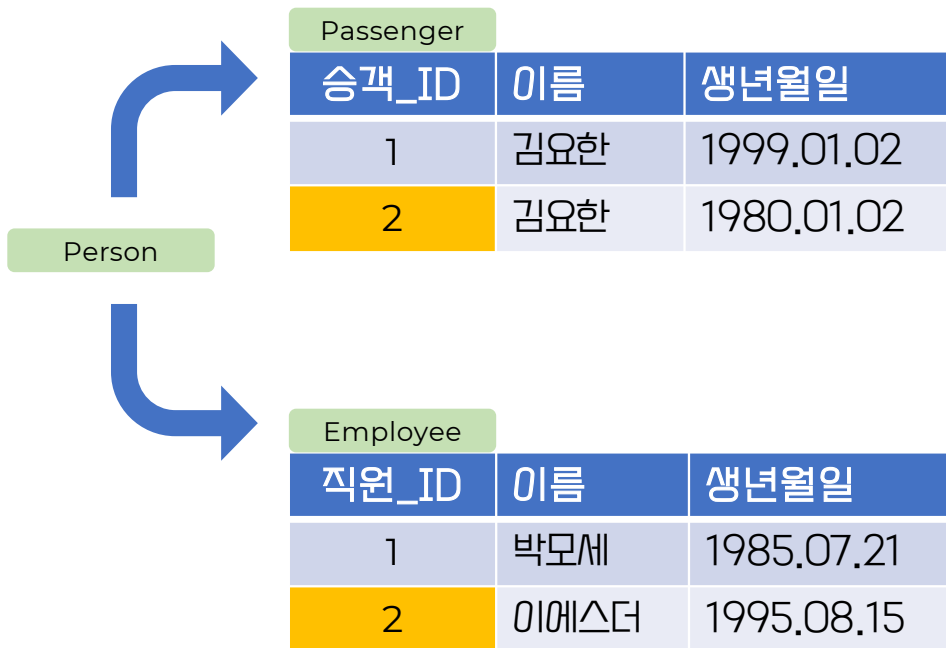 Passenger
승객_ID 이름 생년월일
1 김요한 1999.01.02
2 김요한 1980.01.02
Person
Employee
직원_ID 이름 생년월일
1 박모세 1985.07.21
2 이에스더 1995.08.15